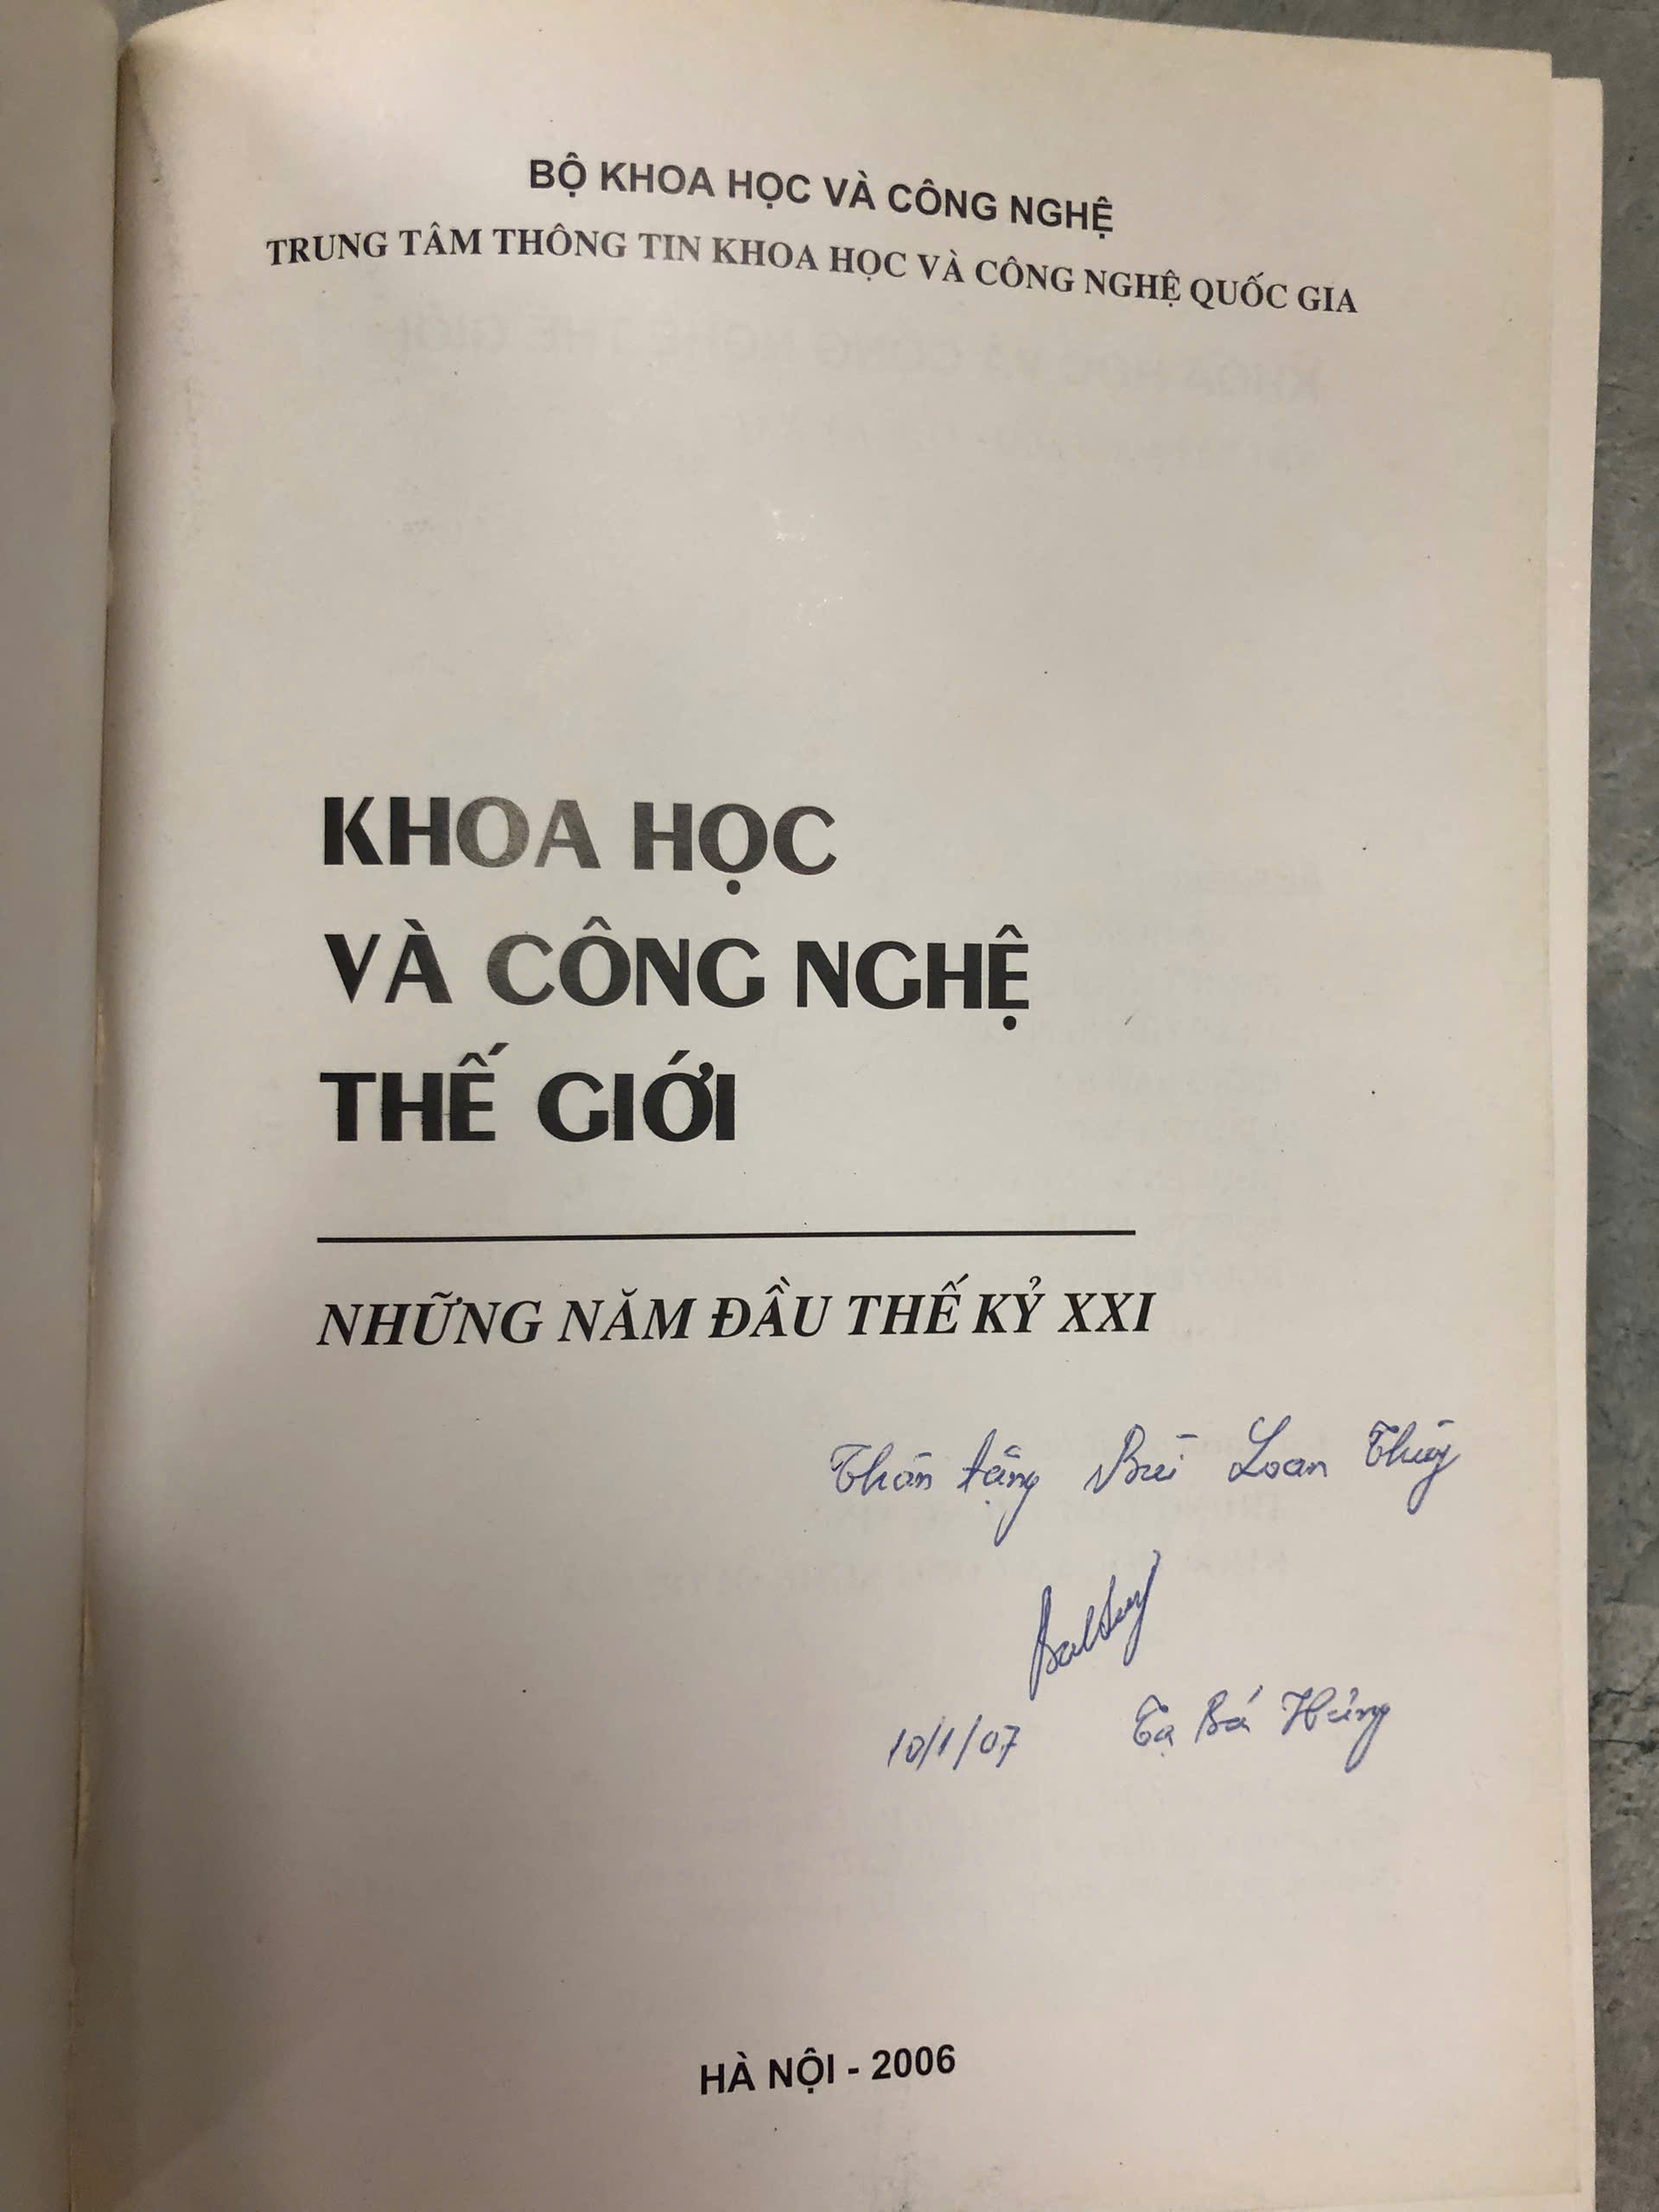 BỘ KHOA HỌC VÀ CÔNG NGHỆ
TRUNG TÂM THÔNG TIN KHOA HỌC VÀ CÔNG NGHỆ QUỐC GIA
KHOA HỌC
VÀ CÔNG NGHỆ
THẾ GIỚI
NHỮNG NĂM ĐẦU THẾ KỶ XXI
Thân tặng Bùi Loan Thùy
10/1/07 Tạ Bá Hưng
HÀ NỘI - 2006